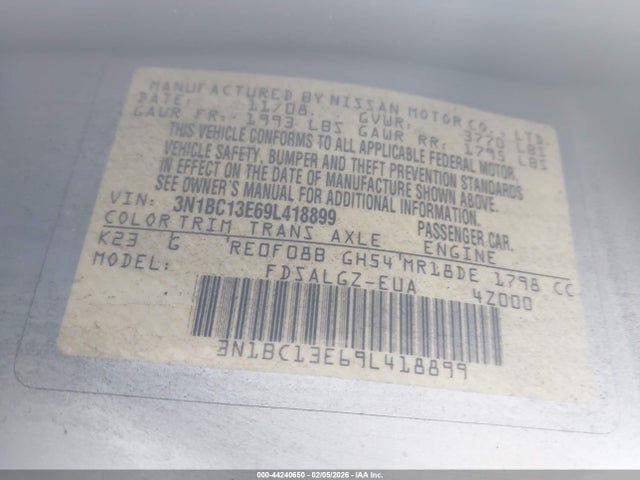 MANUFACTURED BY NISSAN MOTOR CO., LTD.
DATE: 11/08 GVWR: 3720 LBS
GAWR FR: 1993 LBS GAWR RR: 1795 LBS
THIS VEHICLE CONFORMS TO ALL APPLICABLE FEDERAL MOTOR
VEHICLE SAFETY, BUMPER AND THEFT PREVENTION STANDARDS
IN EFFECT ON THE DATE OF MANUFACTURE SHOWN ABOVE.
SEE OWNER'S MANUAL FOR ADDITIONAL INFORMATION.
VIN: 3N1BC13E69L418899 PASSENGER CAR.
COLOR TRIM TRANS AXLE ENGINE
K23 G RE0F08B GH54 MR18DE 1798 CC
MODEL: FDSALGZ-EUA 4Z000
3N1BC13E69L418899
000-44240650 - 02/05/2026 - IAA Inc.